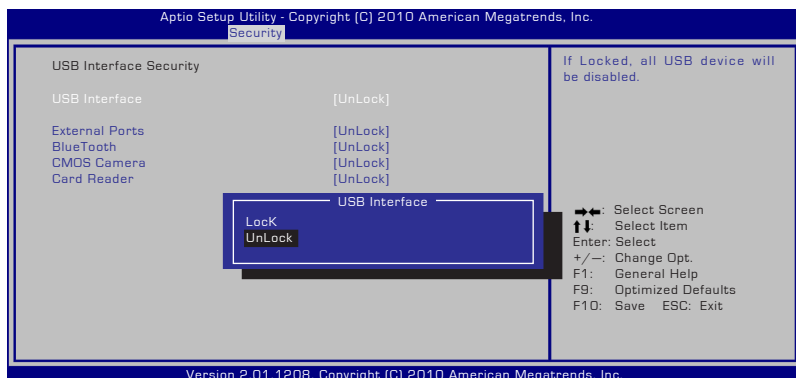 Aptio Setup Utility - Copyright (C) 2010 American Megatrends, Inc.
Security
USB Interface Security
USB Interface [UnLock]
External Ports [UnLock]
BlueTooth [UnLock]
CMOS Camera [UnLock]
Card Reader [UnLock]
USB Interface
LocK
UnLock
If Locked, all USB device will
be disabled.
→←: Select Screen
↑↓: Select Item
Enter: Select
+/—: Change Opt.
F1: General Help
F9: Optimized Defaults
F10: Save ESC: Exit
Version 2.01.1208. Copyright (C) 2010 American Megatrends, Inc.